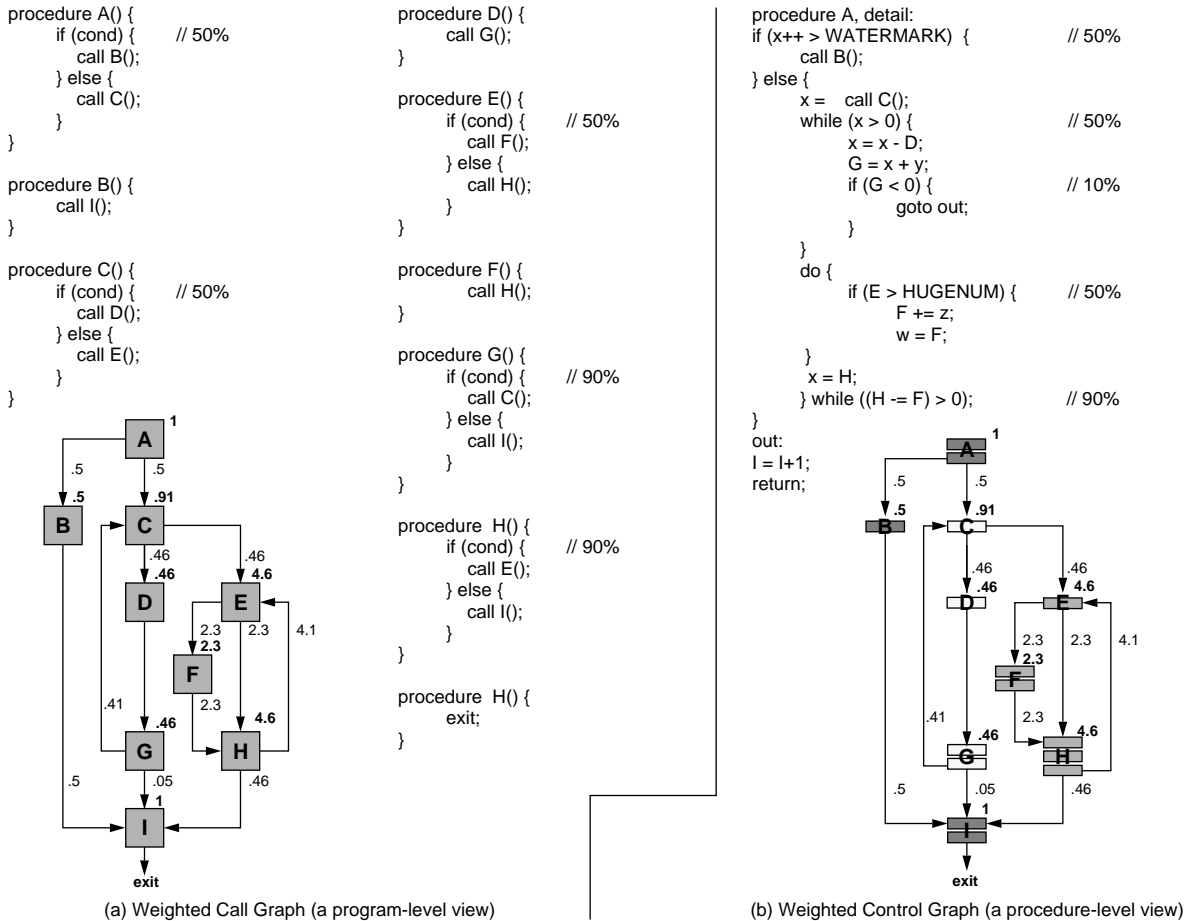 procedure A() {
if (cond) { // 50%
call B();
} else {
call C();
}
}
procedure B() {
call I();
}
procedure C() {
if (cond) { // 50%
call D();
} else {
call E();
}
}
procedure D() {
call G();
}
procedure E() {
if (cond) { // 50%
call F();
} else {
call H();
}
}
procedure F() {
call H();
}
procedure G() {
if (cond) { // 90%
call C();
} else {
call I();
}
}
procedure H() {
if (cond) { // 90%
call E();
} else {
call I();
}
}
procedure H() {
exit;
}
A 1
.5 .5
.5 .91
B C
.46 .46
.46 4.6
D E
2.3 2.3 4.1
2.3
F
.41 2.3
.46 4.6
G H
.5 .05 .46
1
I
exit
(a) Weighted Call Graph (a program-level view)
procedure A, detail:
if (x++ > WATERMARK) { // 50%
call B();
} else {
x = call C();
while (x > 0) { // 50%
x = x - D;
G = x + y;
if (G < 0) { // 10%
goto out;
}
}
do {
if (E > HUGENUM) { // 50%
F += z;
w = F;
}
x = H;
} while ((H -= F) > 0); // 90%
}
out:
I = I+1;
return;
1
A
.5 .5
.5 .91
B C
.46 .46
.46 4.6
D E
2.3 2.3 4.1
2.3
F
.41 2.3
.46 4.6
G H
.5 .05 .46
1
I
exit
(b) Weighted Control Graph (a procedure-level view)